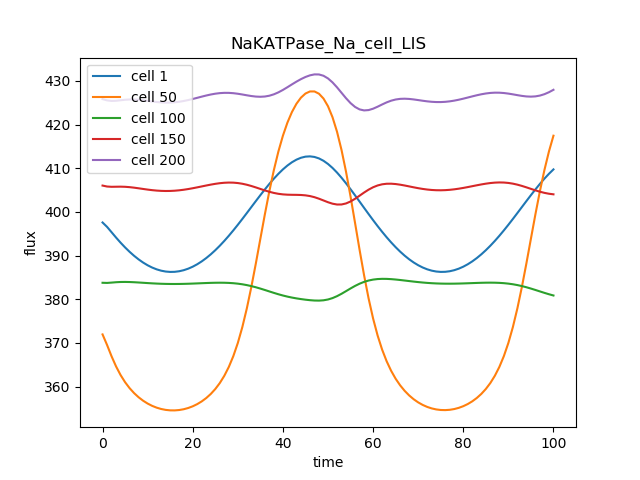 NaKATPase_Na_cell_LIS
cell 1
cell 50
cell 100
cell 150
cell 200
flux
430
420
410
400
390
380
370
360
0 20 40 60 80 100
time